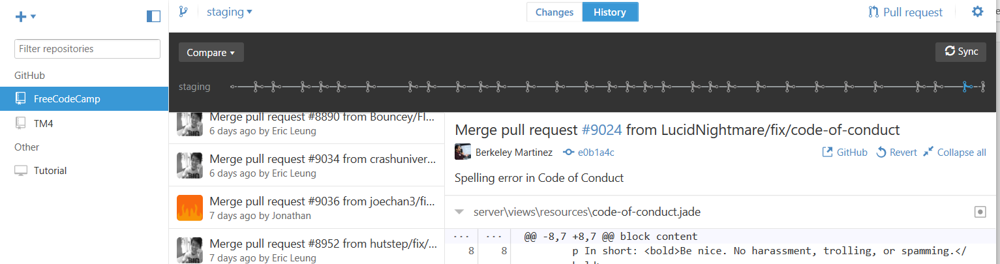 staging
Changes
History
Pull request
Filter repositories
Compare
Sync
GitHub
staging
FreeCodeCamp
TM4
Other
Tutorial
Merge pull request #8890 from Bouncey/Fl...
6 days ago by Eric Leung
Merge pull request #9034 from crashuniver...
6 days ago by Eric Leung
Merge pull request #9036 from joechan3/fi...
7 days ago by Jonathan
Merge pull request #8952 from hutstep/fix/...
7 days ago by Eric Leung
Merge pull request #9024 from LucidNightmare/fix/code-of-conduct
Berkeley Martinez e0b1a4c GitHub Revert Collapse all
Spelling error in Code of Conduct
server\views\resources\code-of-conduct.jade
... ... @@ -8,7 +8,7 @@ block content
8 8 p In short: <bold>Be nice. No harassment, trolling, or spamming.</